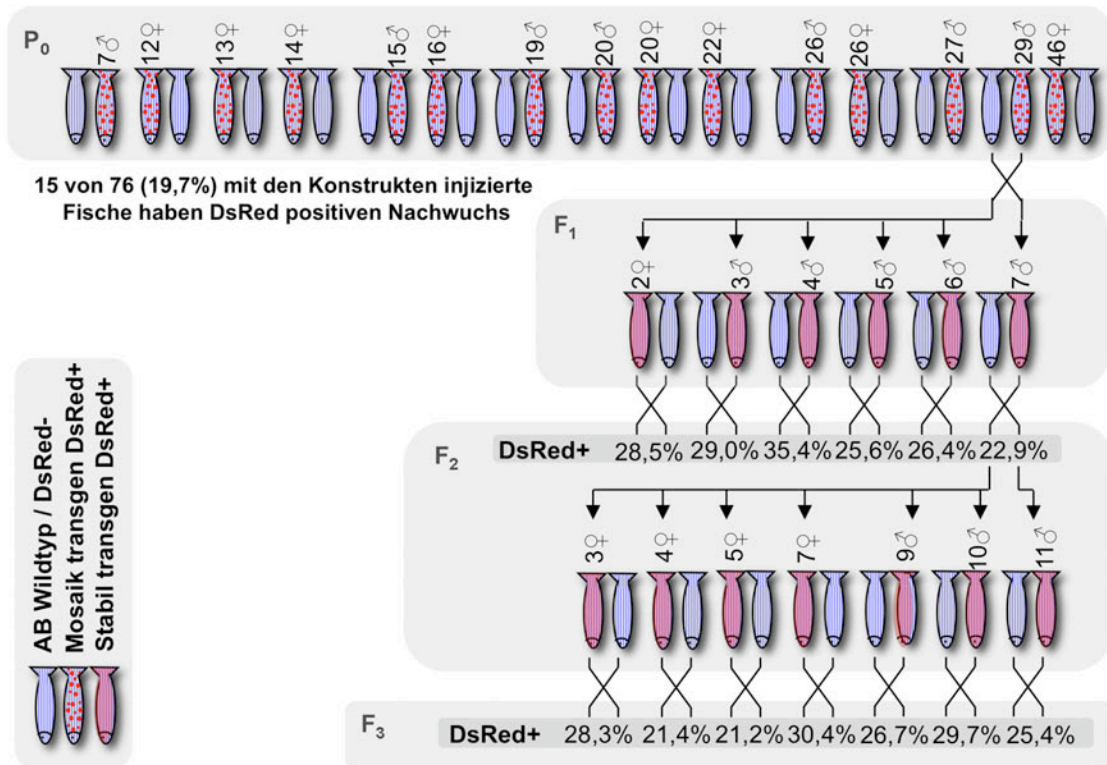 P0
7♂ 12♀ 13♀ 14♀ 15♂ 16♀ 19♂ 20♂ 20♀ 22♀ 26♂ 26♀ 27♂ 29♂ 46♀
15 von 76 (19,7%) mit den Konstrukten injizierte
Fische haben DsRed positiven Nachwuchs
F1
2♀ 3♂ 4♂ 5♂ 6♂ 7♂
AB Wildtyp / DsRed-
Mosaik transgen DsRed+
Stabil transgen DsRed+
F2
DsRed+ 28,5% 29,0% 35,4% 25,6% 26,4% 22,9%
3♀ 4♀ 5♀ 7♀ 9♂ 10♂ 11♂
F3
DsRed+ 28,3% 21,4% 21,2% 30,4% 26,7% 29,7% 25,4%